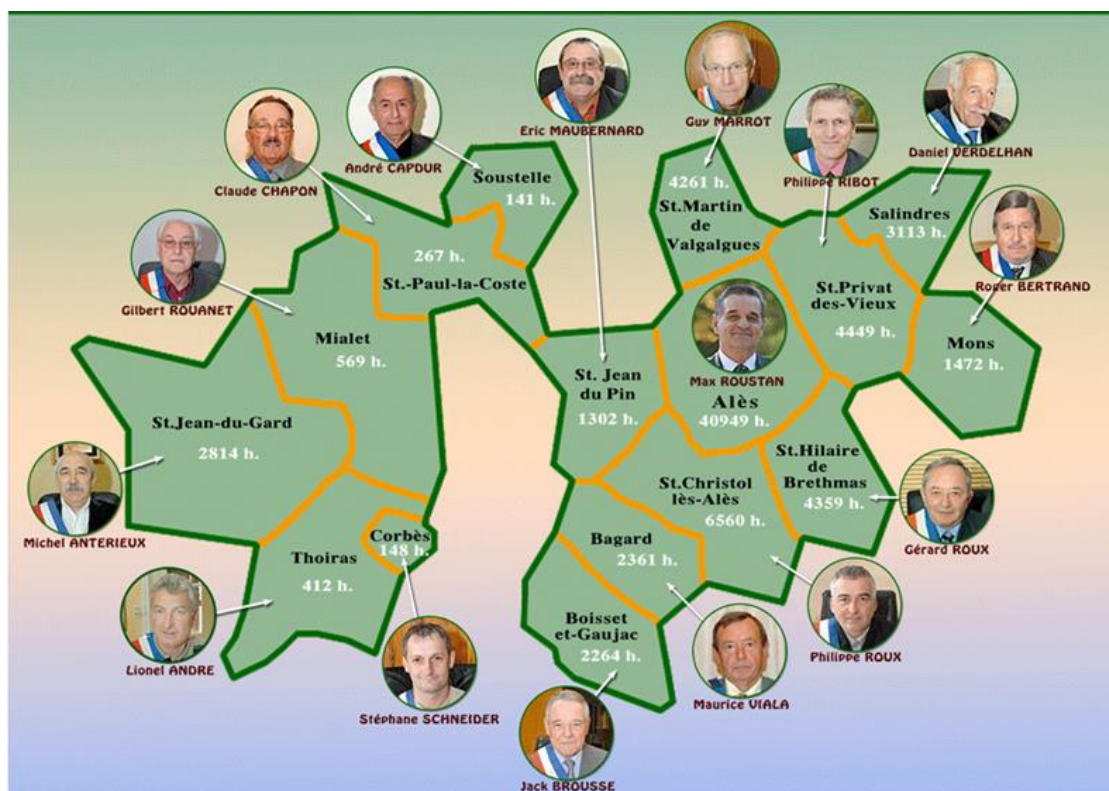 Eric MAUBERNARD
Guy MARROT
Daniel VERDELHAN
André CAPDUR
Claude CHAPON
Philippe RIBOT
Soustelle
141 h.
4261 h.
St.Martin de
Valgalgues
Salindres
3113 h.
Roger BERTRAND
267 h.
St.-Paul-la-Coste
St.Privat
des-Vieux
4449 h.
Gilbert ROUANET
Mialet
569 h.
Mons
1472 h.
St. Jean
du Pin
1302 h.
Max ROUSTAN
Alès
40949 h.
St.Jean-du-Gard
2814 h.
St.Hilaire
de
Brethmas
4359 h.
St.Christol
lès-Alès
6560 h.
Michel ANTERIEUX
Corbès
148 h.
Bagard
2361 h.
Gérard ROUX
Thoiras
412 h.
Boisset
et-Gaujac
2264 h.
Philippe ROUX
Lionel ANDRE
Stéphane SCHNEIDER
Maurice VIALA
Jack BROUSSE